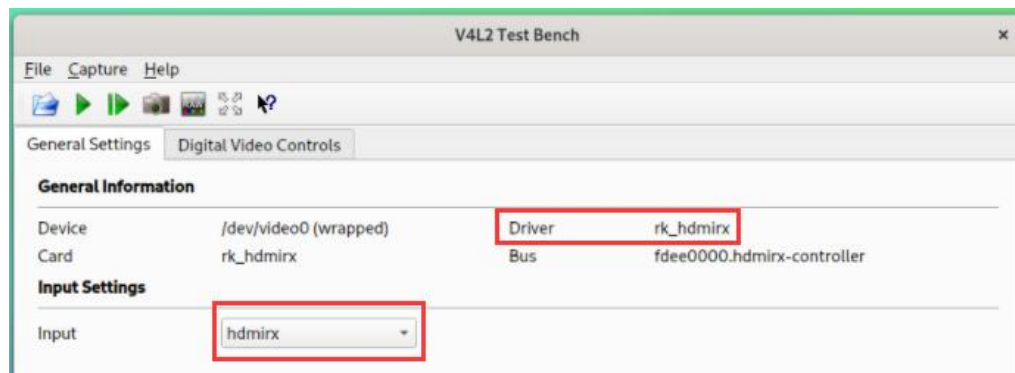 V4L2 Test Bench
File Capture Help
General Settings Digital Video Controls
General Information
Device /dev/video0 (wrapped) Driver rk_hdmirx
Card rk_hdmirx Bus fdee0000.hdmirx-controller
Input Settings
Input hdmirx